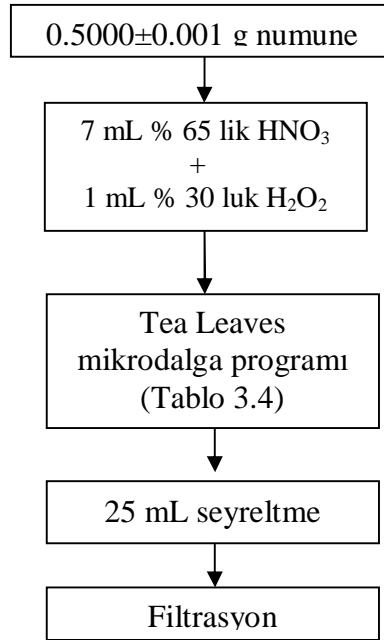 0.5000±0.001 g numune
7 mL % 65 lik HNO₃
+
1 mL % 30 luk H₂O₂
Tea Leaves
mikrodalga programı
(Tablo 3.4)
25 mL seyreltme
Filtrasyon